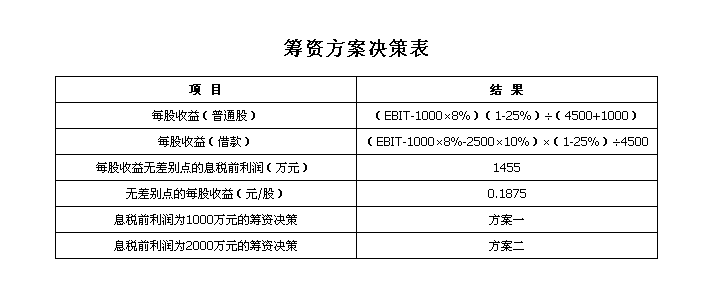 筹资方案决策表
项 目 结 果
每股收益（普通股） （EBIT-1000×8%）（1-25%）÷（4500+1000）
每股收益（借款） （EBIT-1000×8%-2500×10%）×（1-25%）÷4500
每股收益无差别点的息税前利润（万元） 1455
无差别点的每股收益（元/股） 0.1875
息税前利润为1000万元的筹资决策 方案一
息税前利润为2000万元的筹资决策 方案二